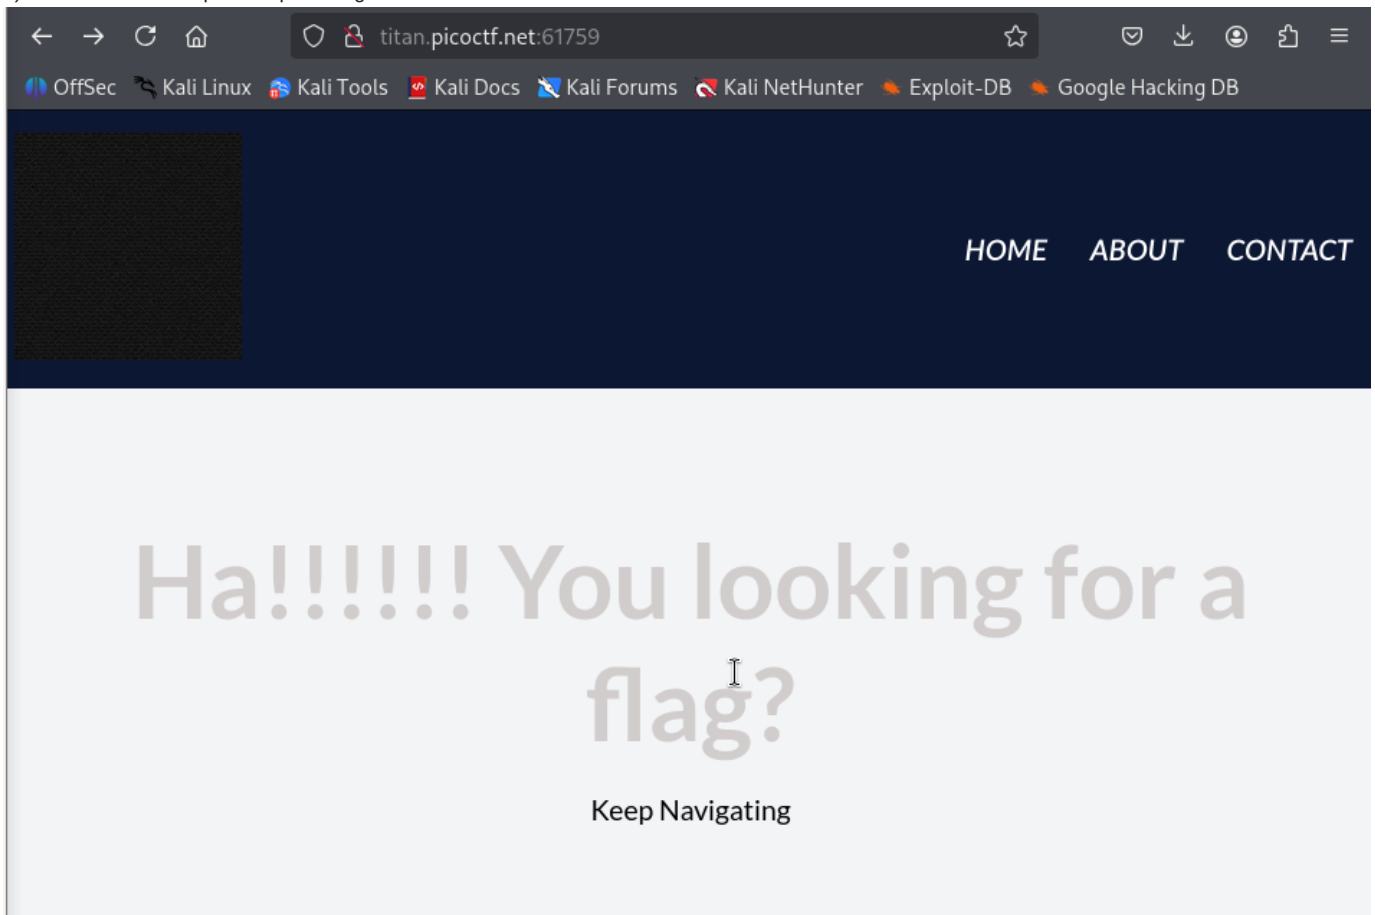 titan.picoctf.net:61759
OffSec Kali Linux Kali Tools Kali Docs Kali Forums Kali NetHunter Exploit-DB Google Hacking DB
HOME ABOUT CONTACT
Ha!!!!!! You looking for a
flag?
Keep Navigating